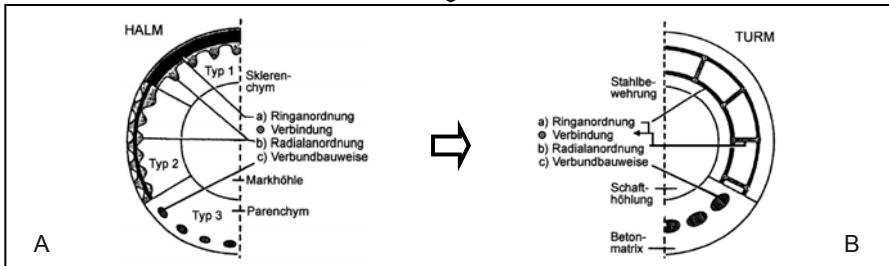 HALM
Typ 1
Skleren-
chym
a) Ringanordnung
Verbindung
b) Radialanordnung
c) Verbundbauweise
Typ 2
Markhöhle
Typ 3
Parenchym
A
TURM
Stahlbe-
wehrung
a) Ringanordnung
Verbindung
b) Radialanordnung
c) Verbundbauweise
Schaft-
höhlung
Beton-
matrix
B